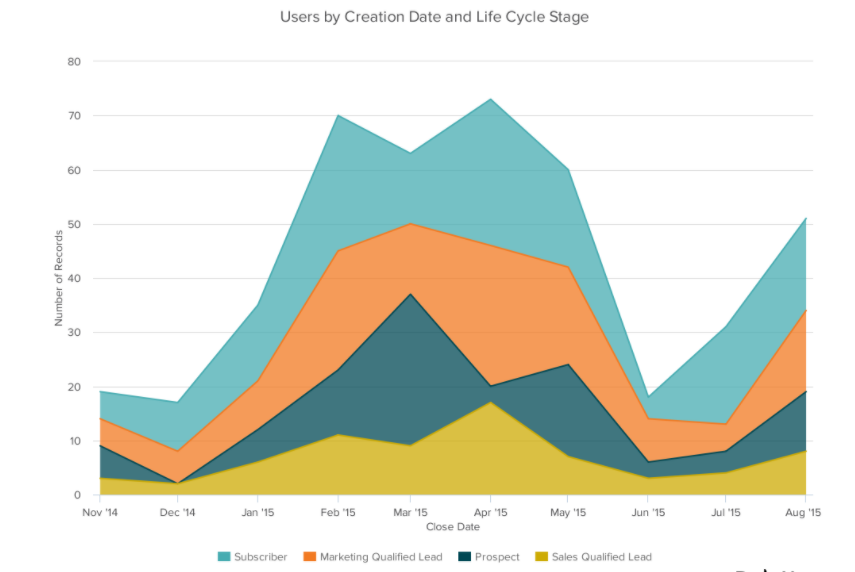 Users by Creation Date and Life Cycle Stage
80
70
60
50
40
30
20
10
0
Number of Records
Nov '14 Dec '14 Jan '15 Feb '15 Mar '15 Apr '15 May '15 Jun '15 Jul '15 Aug '15
Close Date
Subscriber Marketing Qualified Lead Prospect Sales Qualified Lead